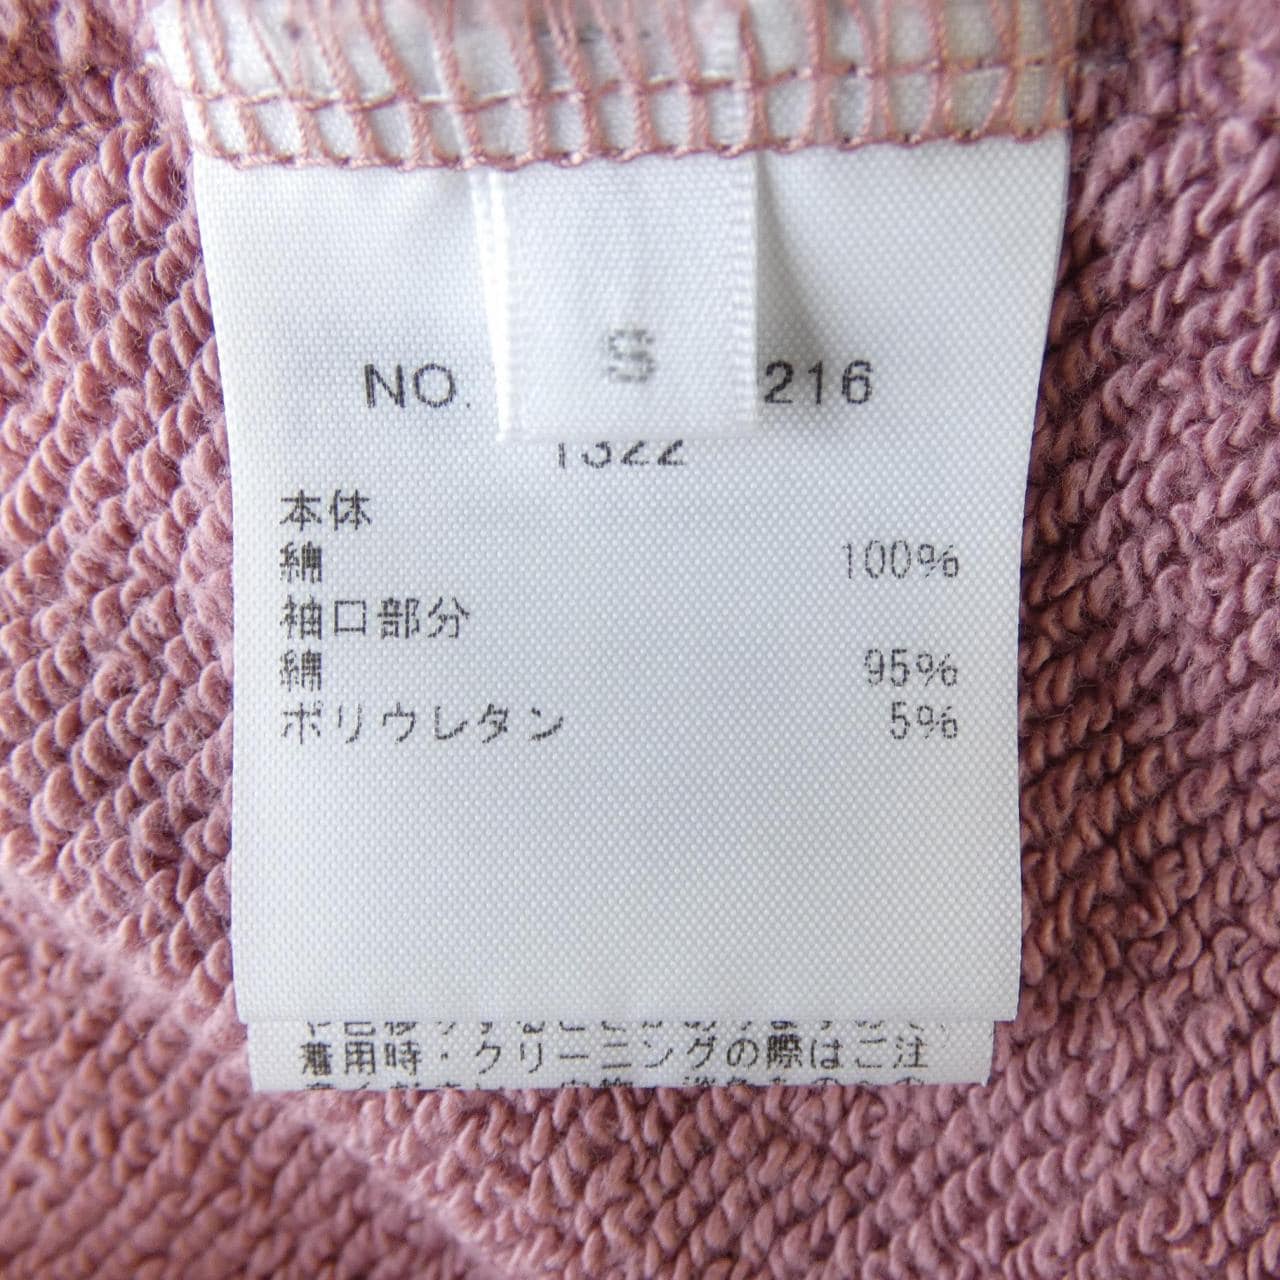 S
NO. 216
1322
本体
綿 100%
袖口部分
綿 95%
ポリウレタン 5%
着用時・クリーニングの際はご注